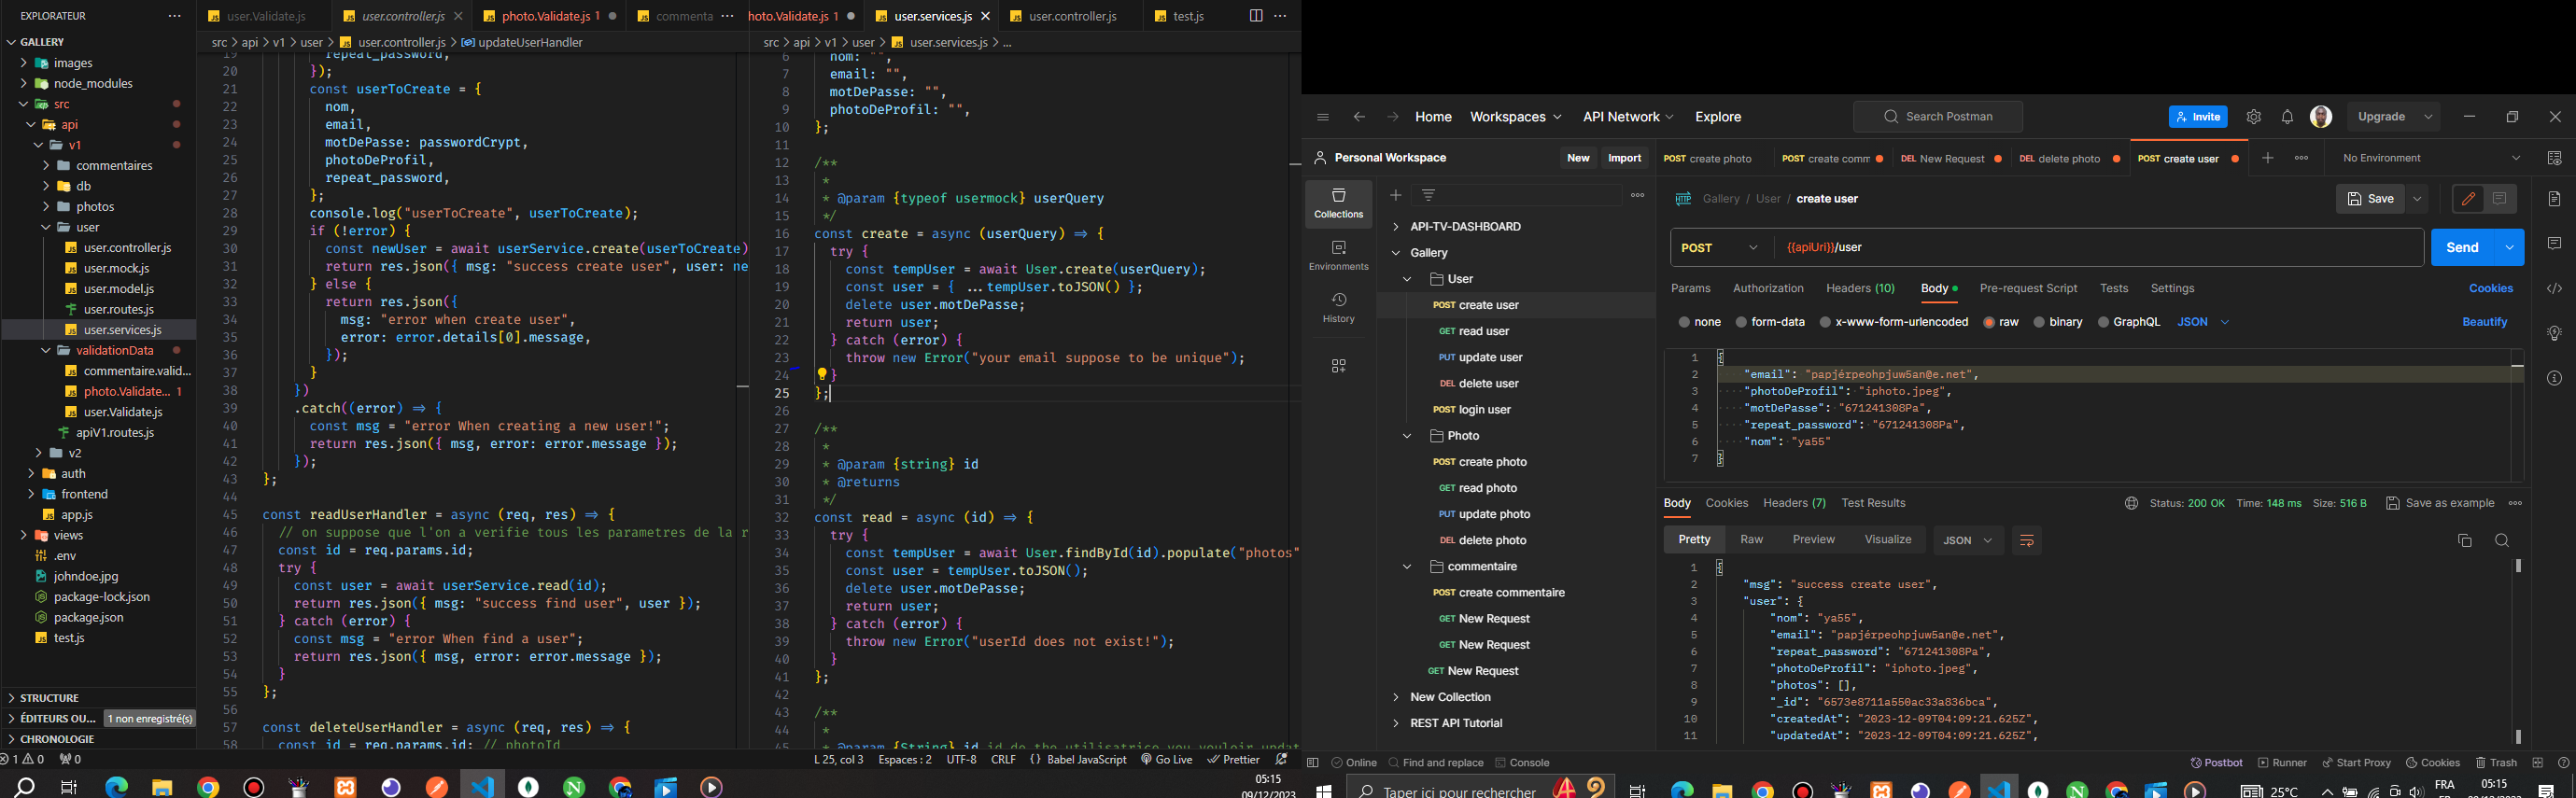 EXPLORATEUR
GALLERY
images
node_modules
src
api
v1
commentaires
db
photos
user
user.controller.js
user.mock.js
user.model.js
user.routes.js
user.services.js
validationData
commentaire.valid...
photo.Validate... 1
user.Validate.js
apiV1.routes.js
v2
auth
frontend
app.js
views
.env
johndoe.jpg
package-lock.json
package.json
test.js
STRUCTURE
ÉDITEURS OU... 1 non enregistré(s)
CHRONOLOGIE
user.Validate.js user.controller.js photo.Validate.js 1 commenta
src > api > v1 > user > user.controller.js > updateUserHandler
19 repeat_password,
20 });
21 const userToCreate = {
22 nom,
23 email,
24 motDePasse: passwordCrypt,
25 photoDeProfil,
26 repeat_password,
27 };
28 console.log("userToCreate", userToCreate);
29 if (!error) {
30 const newUser = await userService.create(userToCreate)
31 return res.json({ msg: "success create user", user: ne
32 } else {
33 return res.json({
34 msg: "error when create user",
35 error: error.details[0].message,
36 });
37 }
38 })
39 .catch((error) => {
40 const msg = "error When creating a new user!";
41 return res.json({ msg, error: error.message });
42 });
43 };
44
45 const readUserHandler = async (req, res) => {
46 // on suppose que l'on a verifie tous les parametres de la r
47 const id = req.params.id;
48 try {
49 const user = await userService.read(id);
50 return res.json({ msg: "success find user", user });
51 } catch (error) {
52 const msg = "error When find a user";
53 return res.json({ msg, error: error.message });
54 }
55 };
56
57 const deleteUserHandler = async (req, res) => {
58 const id = req.params.id; // photoId
hoto.Validate.js 1 user.services.js user.controller.js test.js
src > api > v1 > user > user.services.js > ...
6 nom: "",
7 email: "",
8 motDePasse: "",
9 photoDeProfil: "",
10 };
11
12 /**
13 *
14 * @param {typeof usermock} userQuery
15 */
16 const create = async (userQuery) => {
17 try {
18 const tempUser = await User.create(userQuery);
19 const user = { ...tempUser.toJSON() };
20 delete user.motDePasse;
21 return user;
22 } catch (error) {
23 throw new Error("your email suppose to be unique");
24 }
25 };
26
27 /**
28 *
29 * @param {string} id
30 * @returns
31 */
32 const read = async (id) => {
33 try {
34 const tempUser = await User.findById(id).populate("photos"
35 const user = tempUser.toJSON();
36 delete user.motDePasse;
37 return user;
38 } catch (error) {
39 throw new Error("userId does not exist!");
40 }
41 };
42
43 /**
44 *
45 * @param {String} id id de the utilisatrice you vouloir updat
1 0 0
L 25, col 3 Espaces : 2 UTF-8 CRLF {} Babel JavaScript Go Live Prettier
05:15
09/12/2023
Home Workspaces API Network Explore Search Postman Invite Upgrade
Personal Workspace New Import
create photo
POST create comm
DEL New Request
DEL delete photo
POST create user
No Environment
Collections
Environments
History
API-TV-DASHBOARD
Gallery
User
POST create user
GET read user
PUT update user
DEL delete user
POST login user
Photo
POST create photo
GET read photo
PUT update photo
DEL delete photo
commentaire
POST create commentaire
GET New Request
GET New Request
GET New Request
New Collection
REST API Tutorial
HTTP Gallery / User / create user Save
POST {{apiUri}}/user Send
Params Authorization Headers (10) Body Pre-request Script Tests Settings Cookies
none form-data x-www-form-urlencoded raw binary GraphQL JSON Beautify
1 {
2 "email": "papjérpeohpjuw5an@e.net",
3 "photoDeProfil": "iphoto.jpeg",
4 "motDePasse": "671241308Pa",
5 "repeat_password": "671241308Pa",
6 "nom": "ya55"
7 }
Body Cookies Headers (7) Test Results Status: 200 OK Time: 148 ms Size: 516 B Save as example
Pretty Raw Preview Visualize JSON
1 {
2 "msg": "success create user",
3 "user": {
4 "nom": "ya55",
5 "email": "papjérpeohpjuw5an@e.net",
6 "repeat_password": "671241308Pa",
7 "photoDeProfil": "iphoto.jpeg",
8 "photos": [],
9 "_id": "6573e8711a550ac33a836bca",
10 "createdAt": "2023-12-09T04:09:21.625Z",
11 "updatedAt": "2023-12-09T04:09:21.625Z",
Online Find and replace Console Postbot Runner Start Proxy Cookies Trash
Taper ici pour rechercher
25°C
FRA
05:15